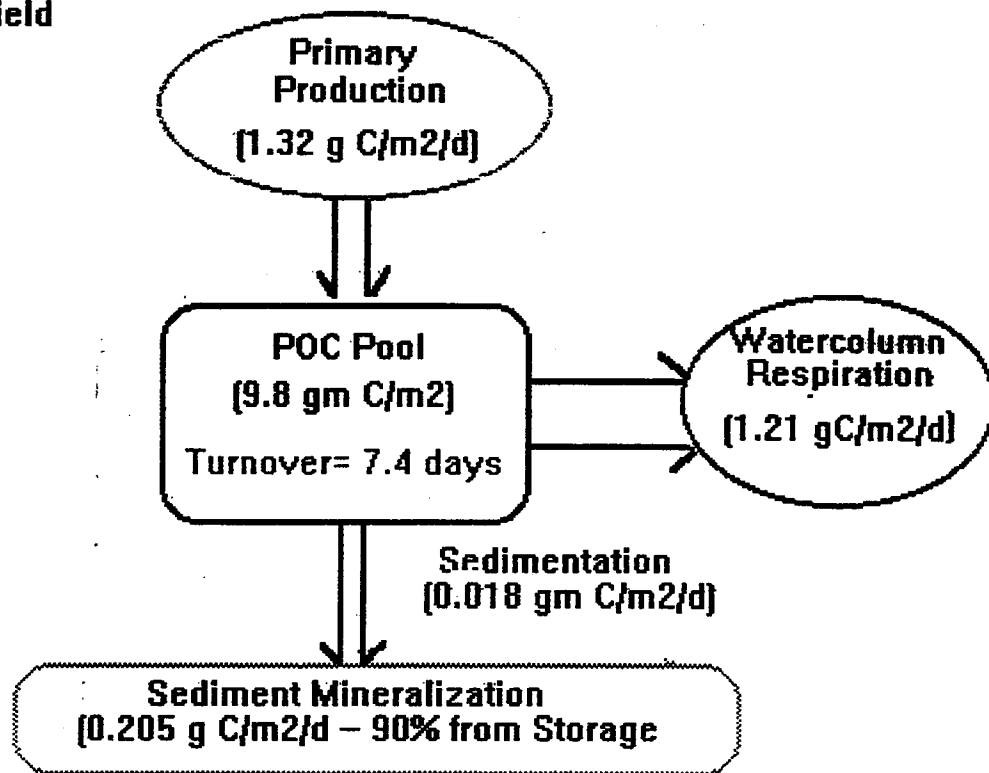 Primary
Production
(1.32 g C/m2/d)
POC Pool
(9.8 gm C/m2)
Turnover= 7.4 days
Watercolumn
Respiration
(1.21 gC/m2/d)
Sedimentation
(0.018 gm C/m2/d)
Sediment Mineralization
(0.205 g C/m2/d – 90% from Storage